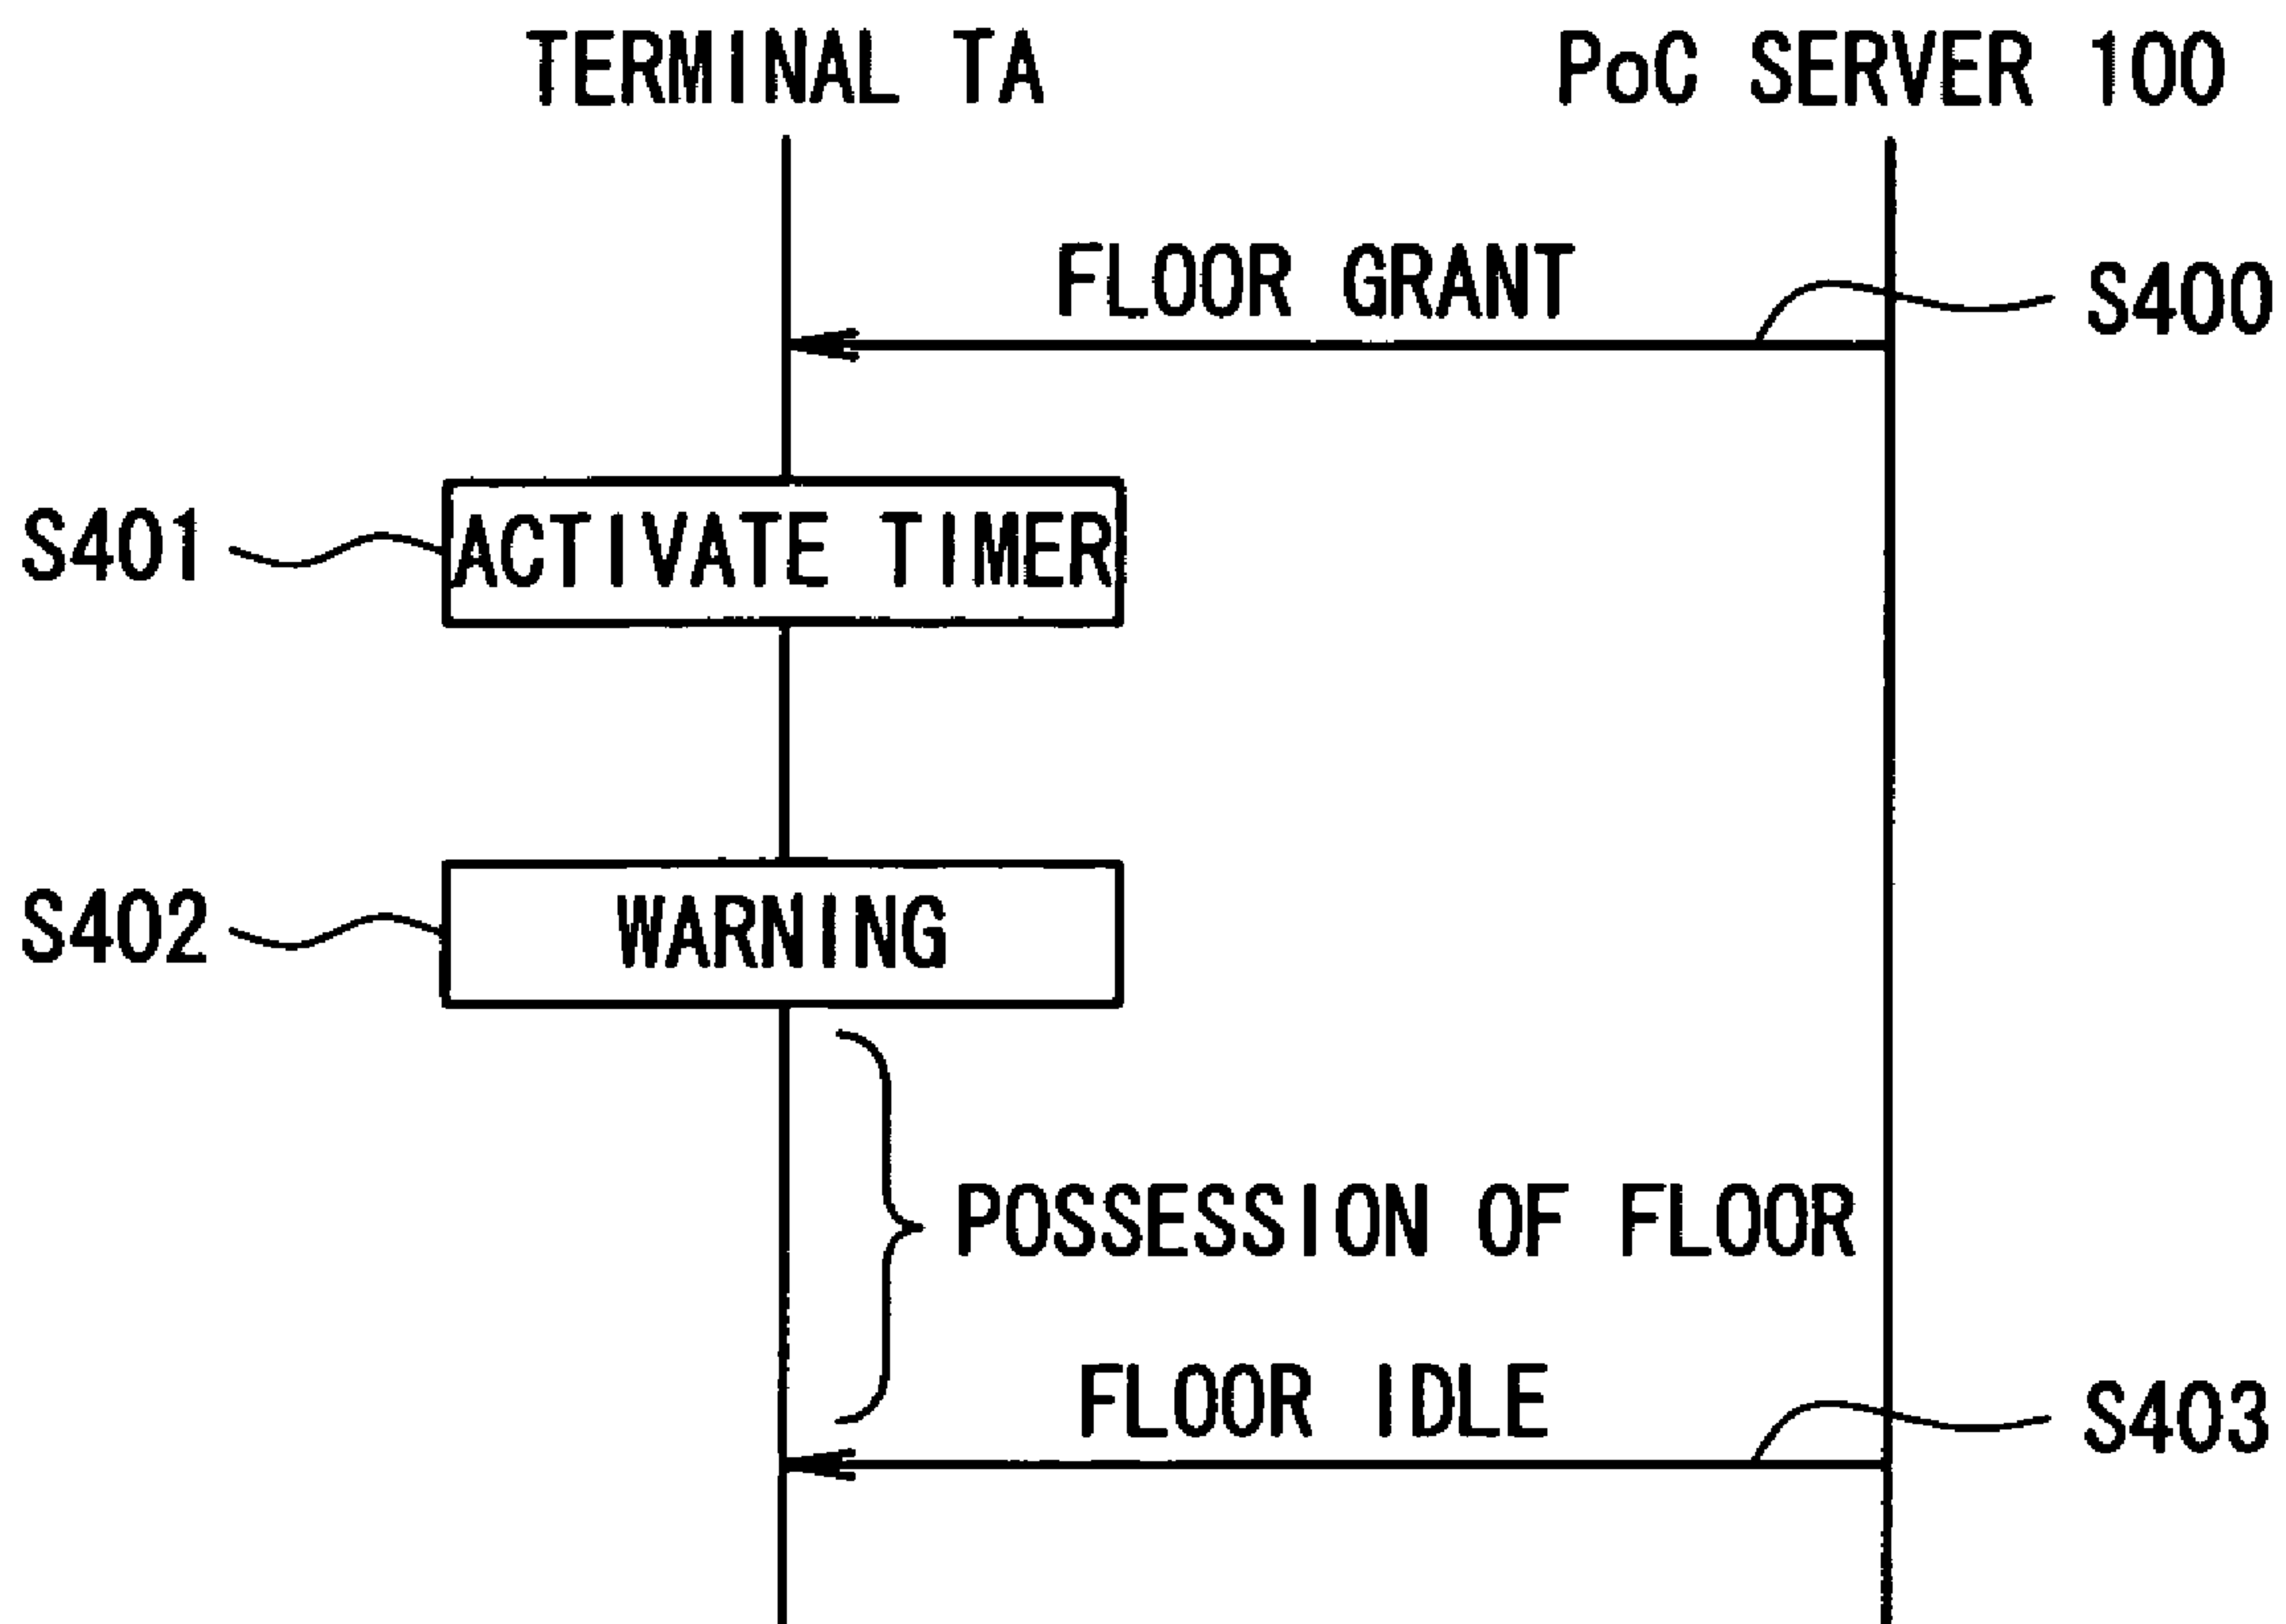 TERMINAL TA
PoC SERVER 100
FLOOR GRANT
S400
S401
ACTIVATE TIMER
S402
WARNING
POSSESSION OF FLOOR
FLOOR IDLE
S403